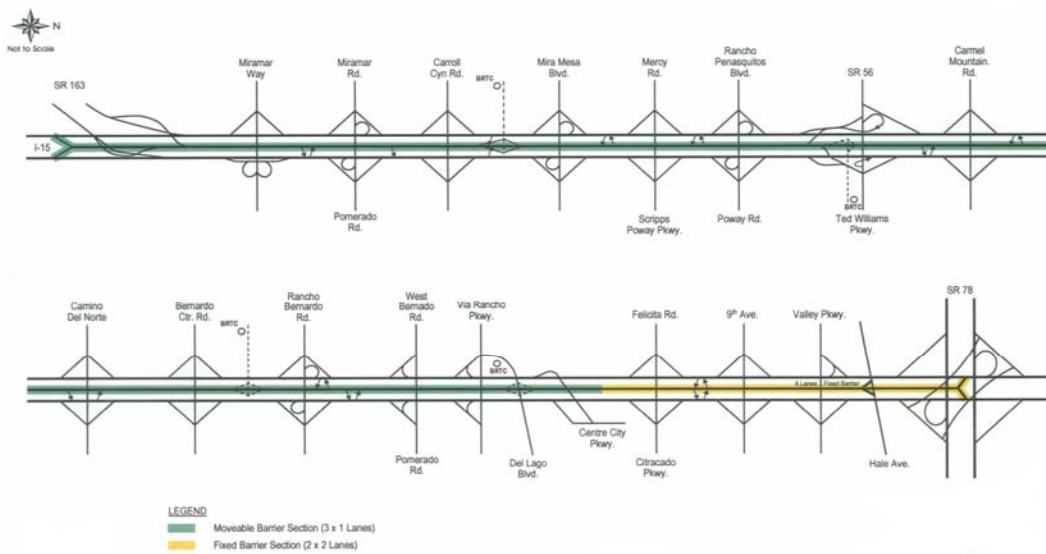 N
Not to Scale
SR 163
Miramar
Way
Miramar
Rd.
Carroll
Cyn Rd.
BRTC
Mira Mesa
Blvd.
Mercy
Rd.
Rancho
Penasquitos
Blvd.
SR 56
Carmel
Mountain.
Rd.
I-15
Pomerado
Rd.
Scripps
Poway Pkwy.
Poway Rd.
BRTC
Ted Williams
Pkwy.
Camino
Del Norte
Bernardo
Ctr. Rd.
BRTC
Rancho
Bernardo
Rd.
West
Bernado
Rd.
Via Rancho
Pkwy.
BRTC
Felicita Rd.
9th Ave.
Valley Pkwy.
SR 78
4 Lanes Fixed Barrier
Pomerado
Rd.
Del Lago
Blvd.
Centre City
Pkwy.
Citracado
Pkwy.
Hale Ave.
LEGEND
Moveable Barrier Section (3 x 1 Lanes)
Fixed Barrier Section (2 x 2 Lanes)